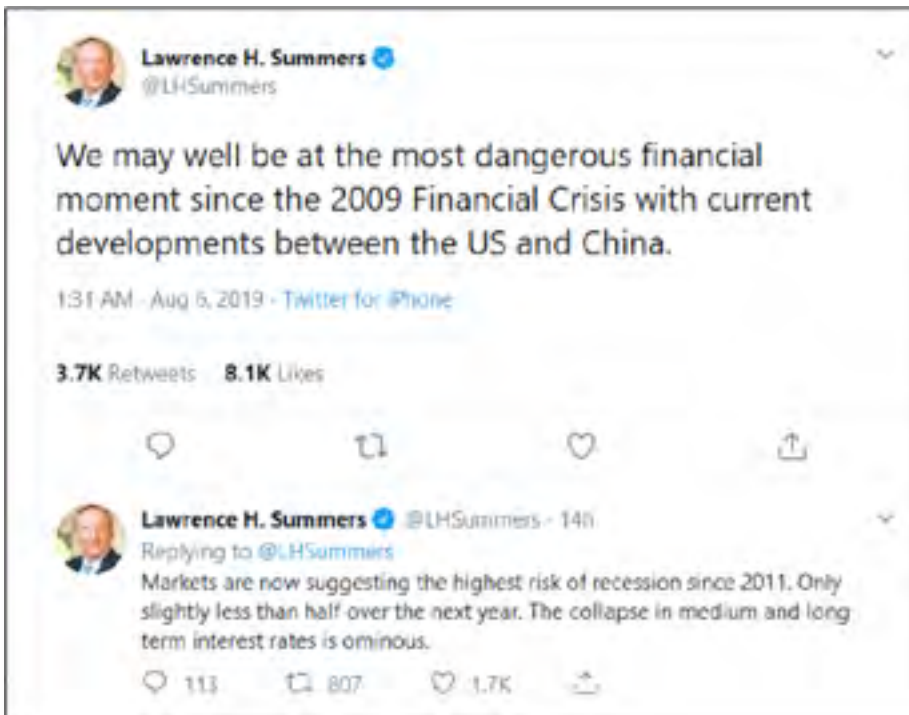 Lawrence H. Summers
@LHSummers
We may well be at the most dangerous financial
moment since the 2009 Financial Crisis with current
developments between the US and China.
1:31 AM · Aug 6, 2019 · Twitter for iPhone
3.7K Retweets 8.1K Likes
Lawrence H. Summers @LHSummers · 14h
Replying to @LHSummers
Markets are now suggesting the highest risk of recession since 2011. Only
slightly less than half over the next year. The collapse in medium and long
term interest rates is ominous.
113 807 1.7K